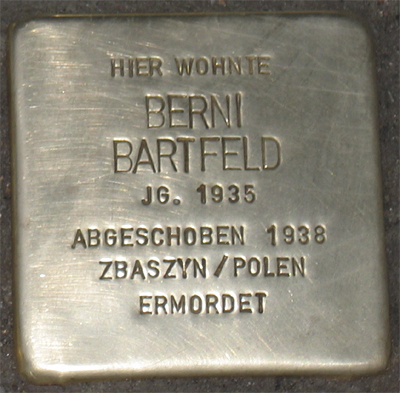 HIER WOHNTE
BERNI
BARTFELD
JG. 1935
ABGESCHOBEN 1938
ZBASZYN/POLEN
ERMORDET